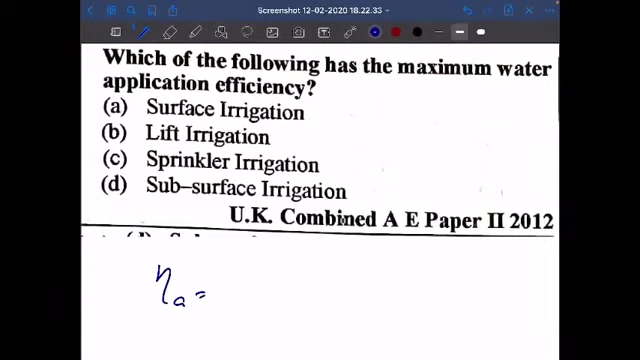 Screenshot 12-02-2020 18.22.33
Which of the following has the maximum water
application efficiency?
(a) Surface Irrigation
(b) Lift Irrigation
(c) Sprinkler Irrigation
(d) Sub-surface Irrigation
U.K. Combined A E Paper II 2012
ηa =